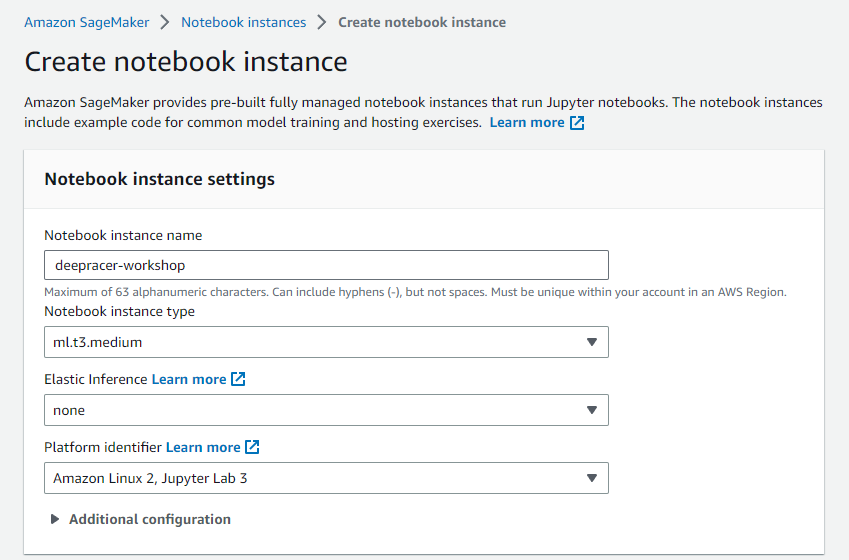 Amazon SageMaker > Notebook instances > Create notebook instance
Create notebook instance
Amazon SageMaker provides pre-built fully managed notebook instances that run Jupyter notebooks. The notebook instances
include example code for common model training and hosting exercises. Learn more
Notebook instance settings
Notebook instance name
deepracer-workshop
Maximum of 63 alphanumeric characters. Can include hyphens (-), but not spaces. Must be unique within your account in an AWS Region.
Notebook instance type
ml.t3.medium
Elastic Inference Learn more
none
Platform identifier Learn more
Amazon Linux 2, Jupyter Lab 3
Additional configuration